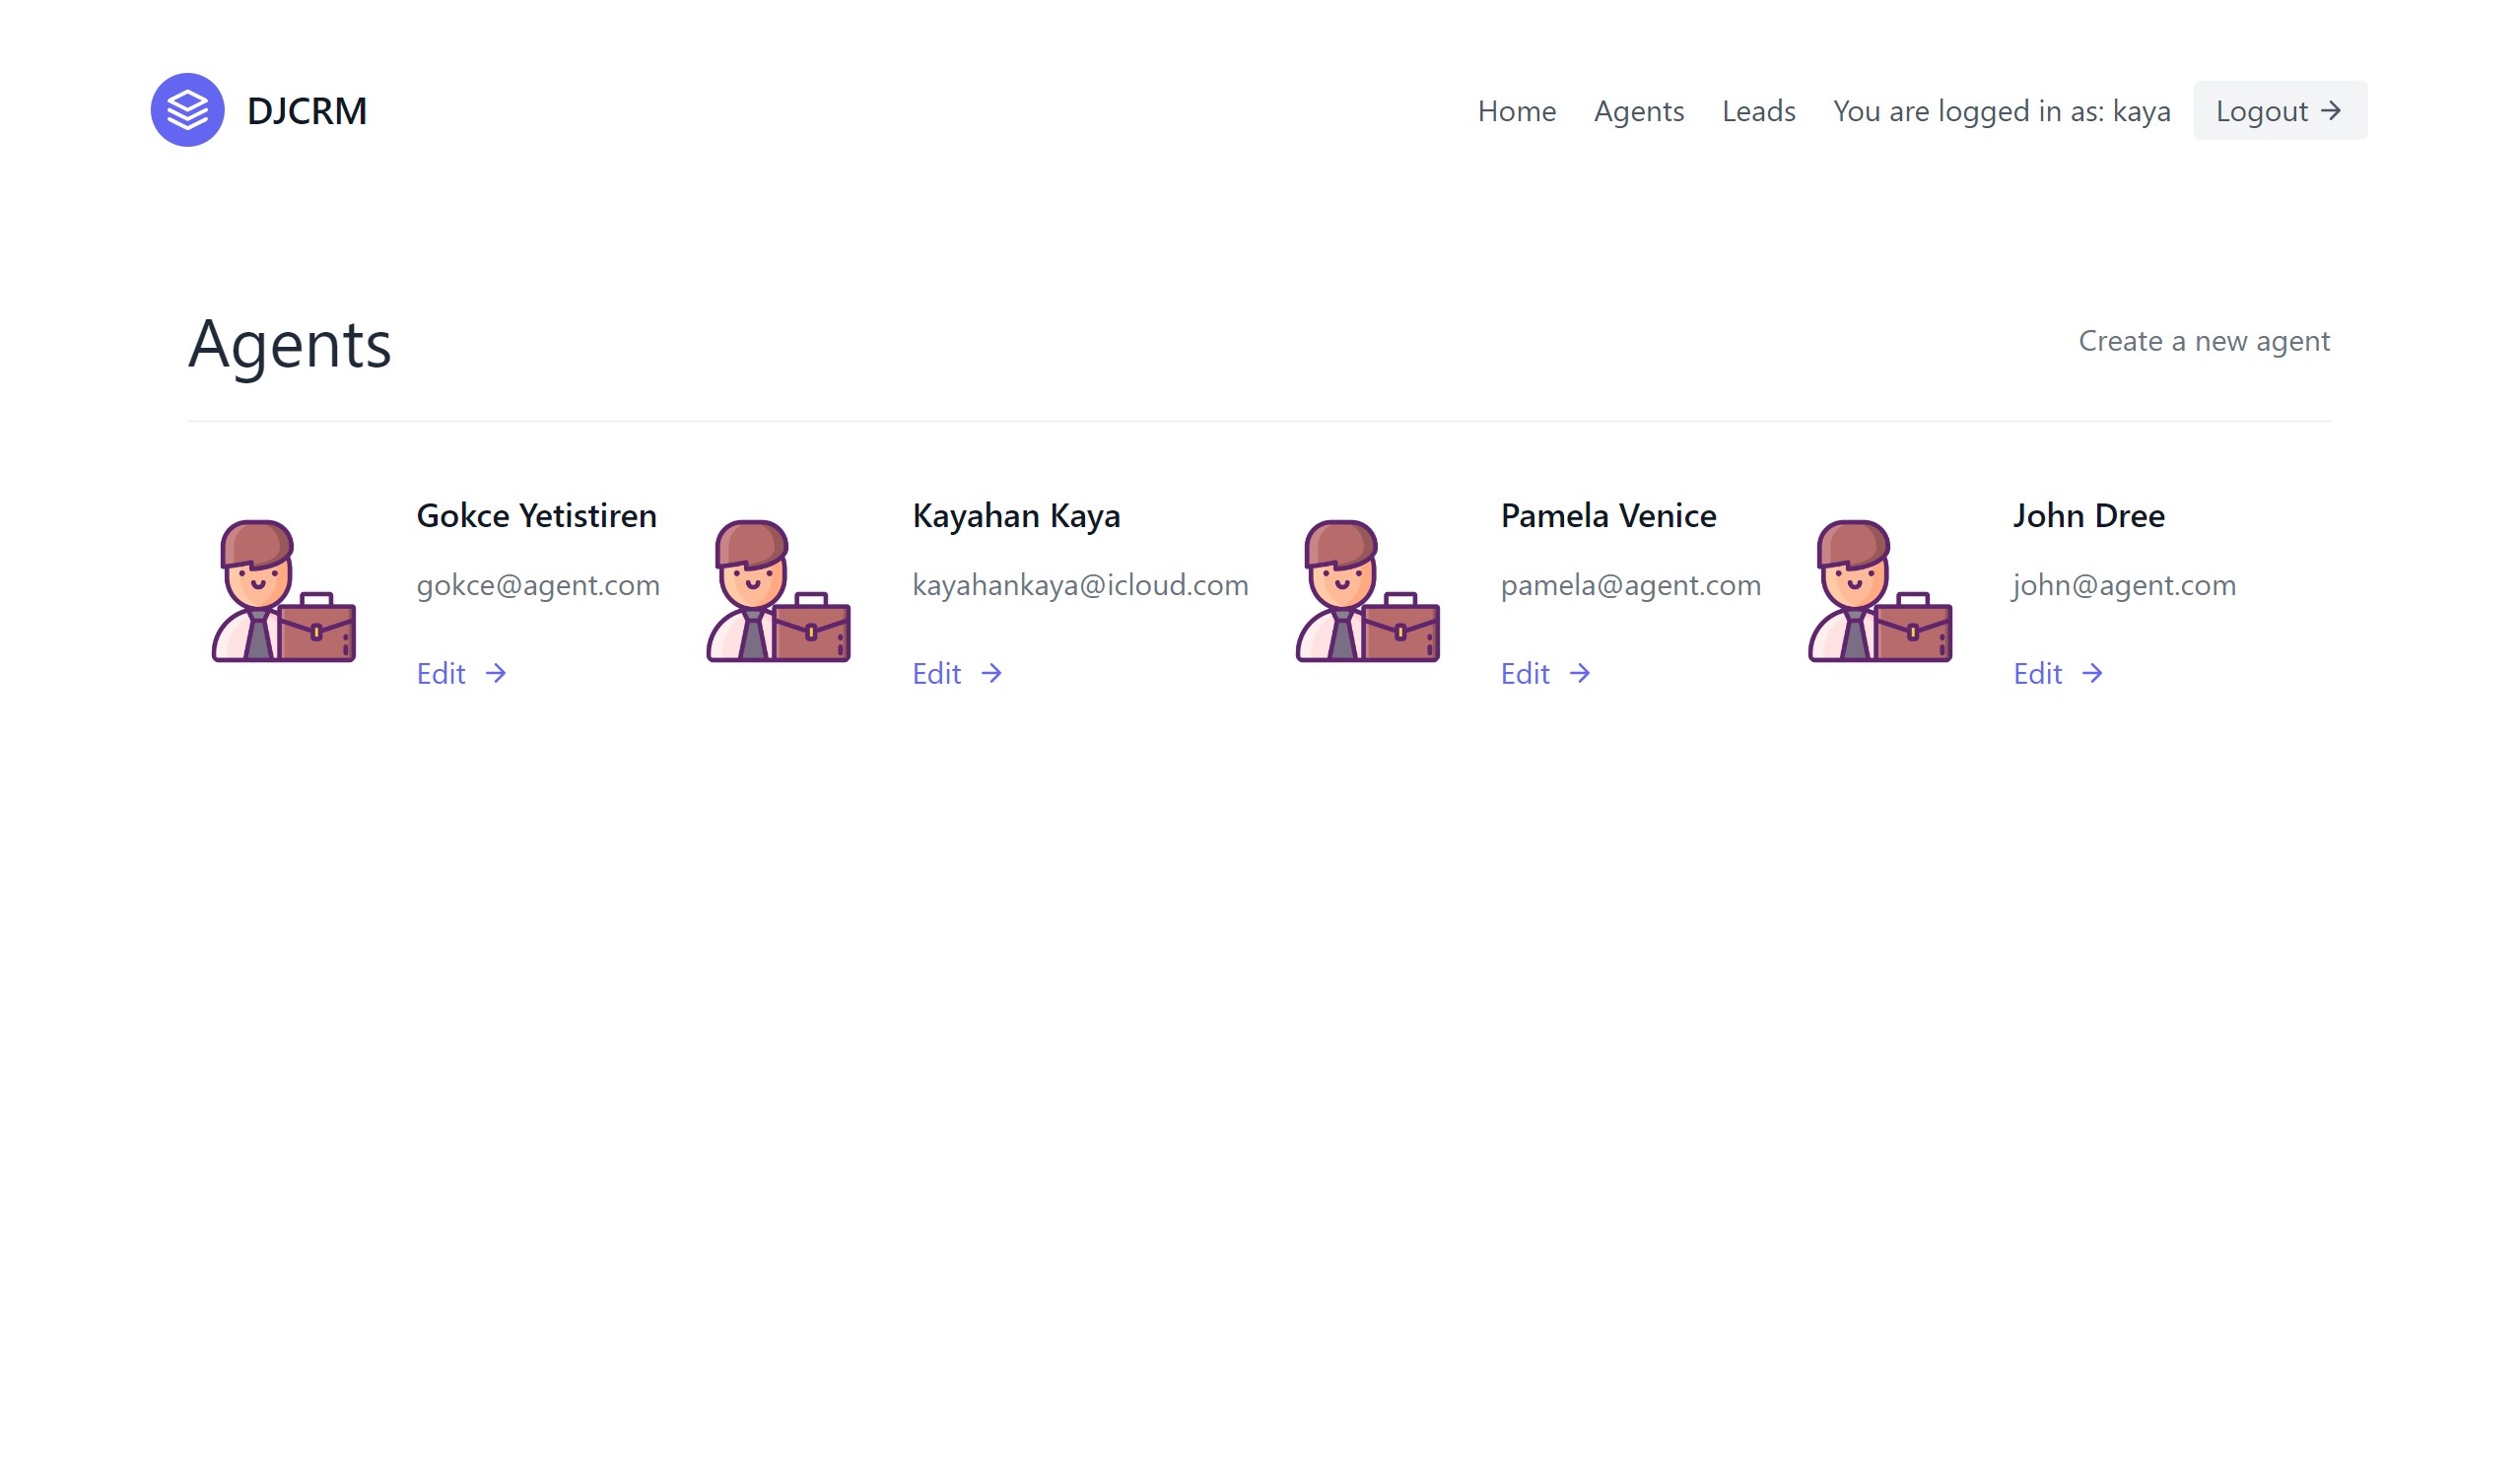 DJCRM
Home Agents Leads You are logged in as: kaya Logout →
Agents
Create a new agent
Gokce Yetistiren
gokce@agent.com
Edit →
Kayahan Kaya
kayahankaya@icloud.com
Edit →
Pamela Venice
pamela@agent.com
Edit →
John Dree
john@agent.com
Edit →